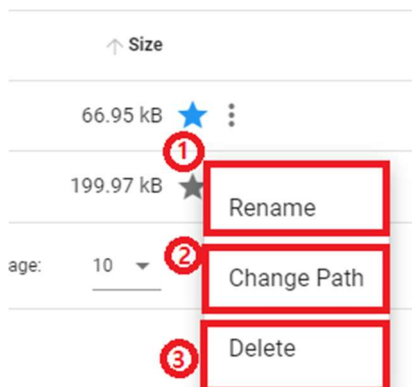 Size
66.95 kB
1
199.97 kB
Rename
age: 10
2
Change Path
3
Delete